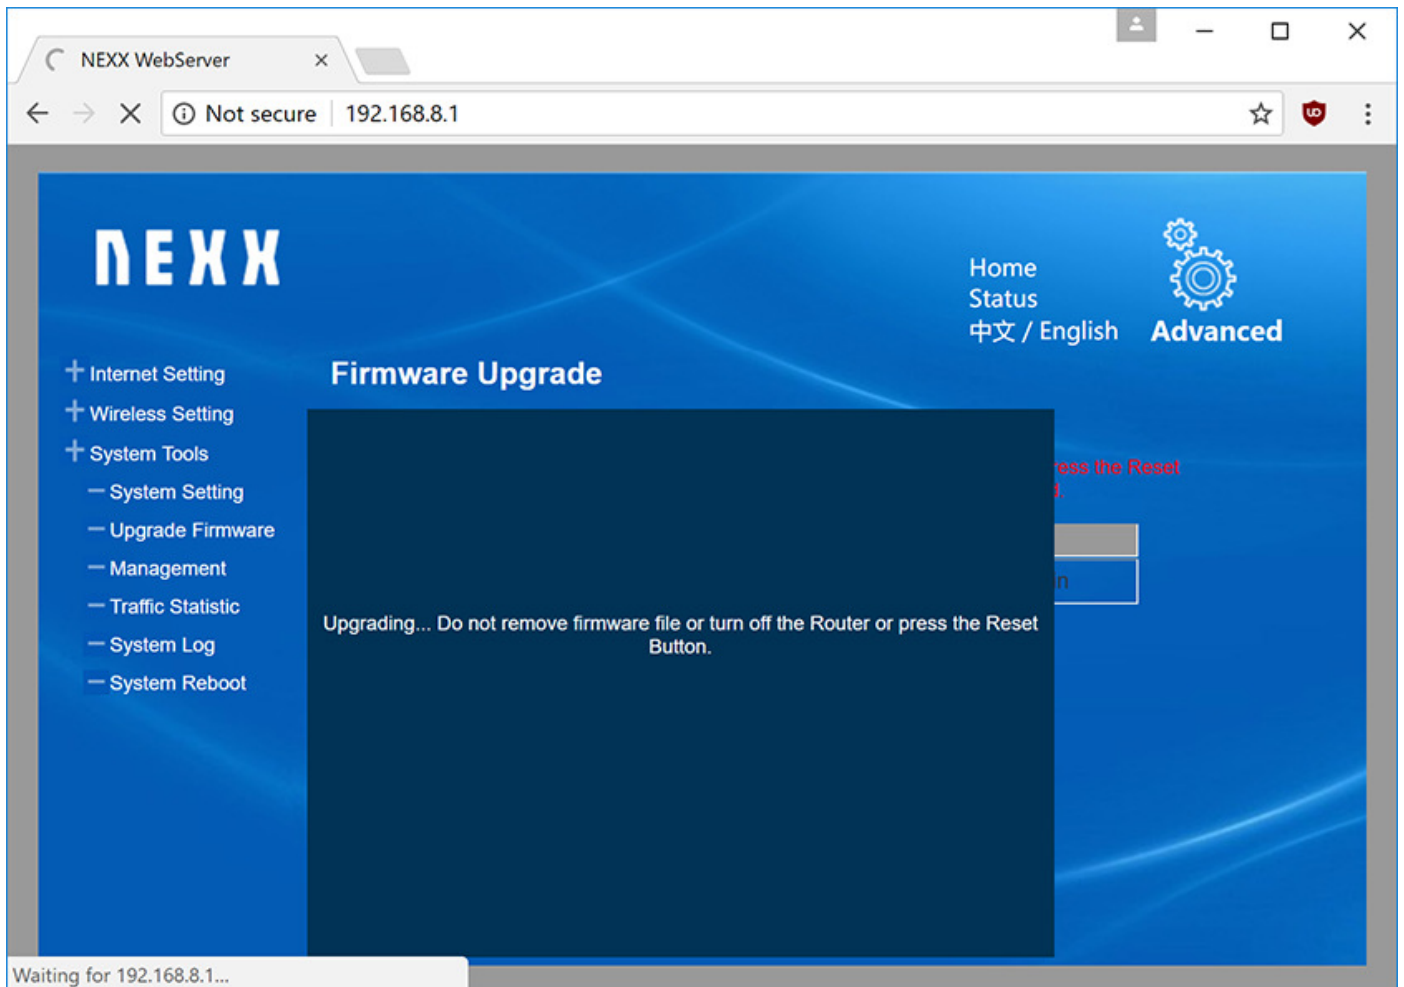 NEXX WebServer
Not secure 192.168.8.1
NEXX
Home
Status
中文 / English
Advanced
Internet Setting
Wireless Setting
System Tools
System Setting
Upgrade Firmware
Management
Traffic Statistic
System Log
System Reboot
Firmware Upgrade
the Reset
Upgrading... Do not remove firmware file or turn off the Router or press the Reset
Button.
Waiting for 192.168.8.1...